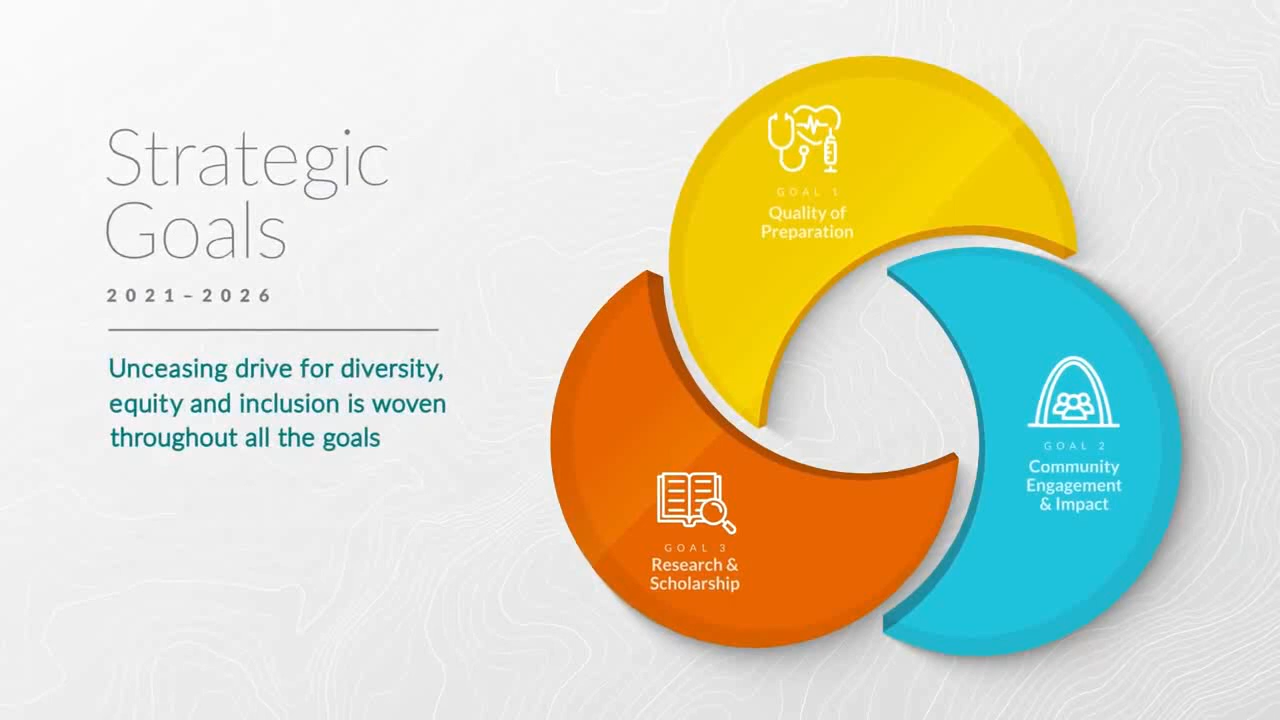 Strategic
Goals
2021–2026
Unceasing drive for diversity,
equity and inclusion is woven
throughout all the goals
GOAL 1
Quality of
Preparation
GOAL 2
Community
Engagement
& Impact
GOAL 3
Research &
Scholarship